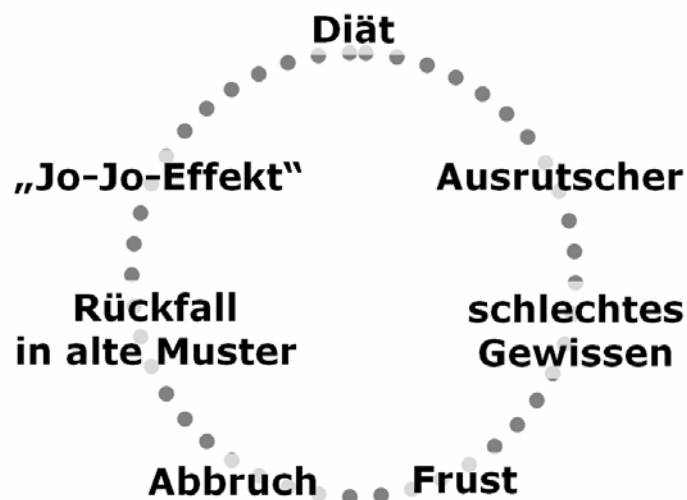 Diät
„Jo-Jo-Effekt“
Ausrutscher
Rückfall
in alte Muster
schlechtes
Gewissen
Abbruch
Frust